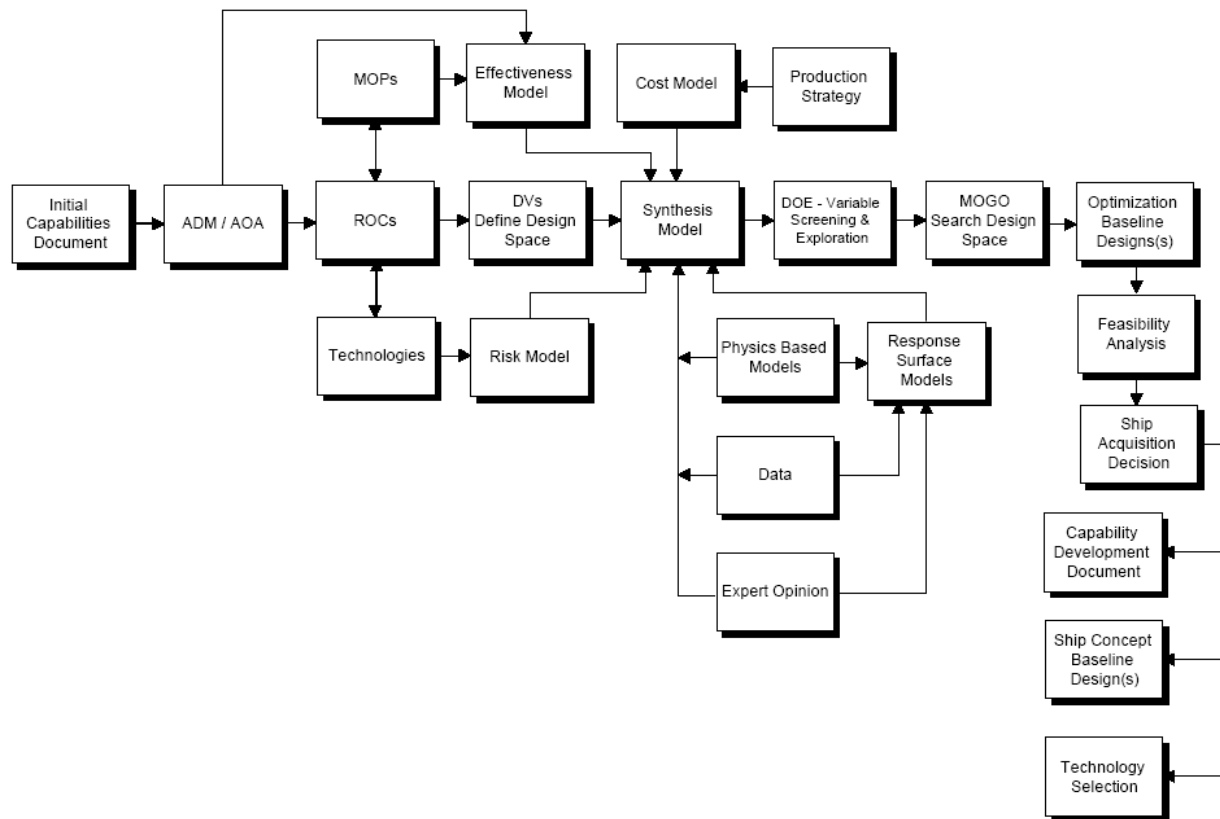 MOPs
Effectiveness
Model
Cost Model
Production
Strategy
Initial
Capabilities
Document
ADM / AOA
ROCs
DVs
Define Design
Space
Synthesis
Model
DOE - Variable
Screening &
Exploration
MOGO
Search Design
Space
Optimization
Baseline
Designs(s)
Technologies
Risk Model
Physics Based
Models
Response
Surface
Models
Feasibility
Analysis
Ship
Acquisition
Decision
Data
Expert Opinion
Capability
Development
Document
Ship Concept
Baseline
Design(s)
Technology
Selection